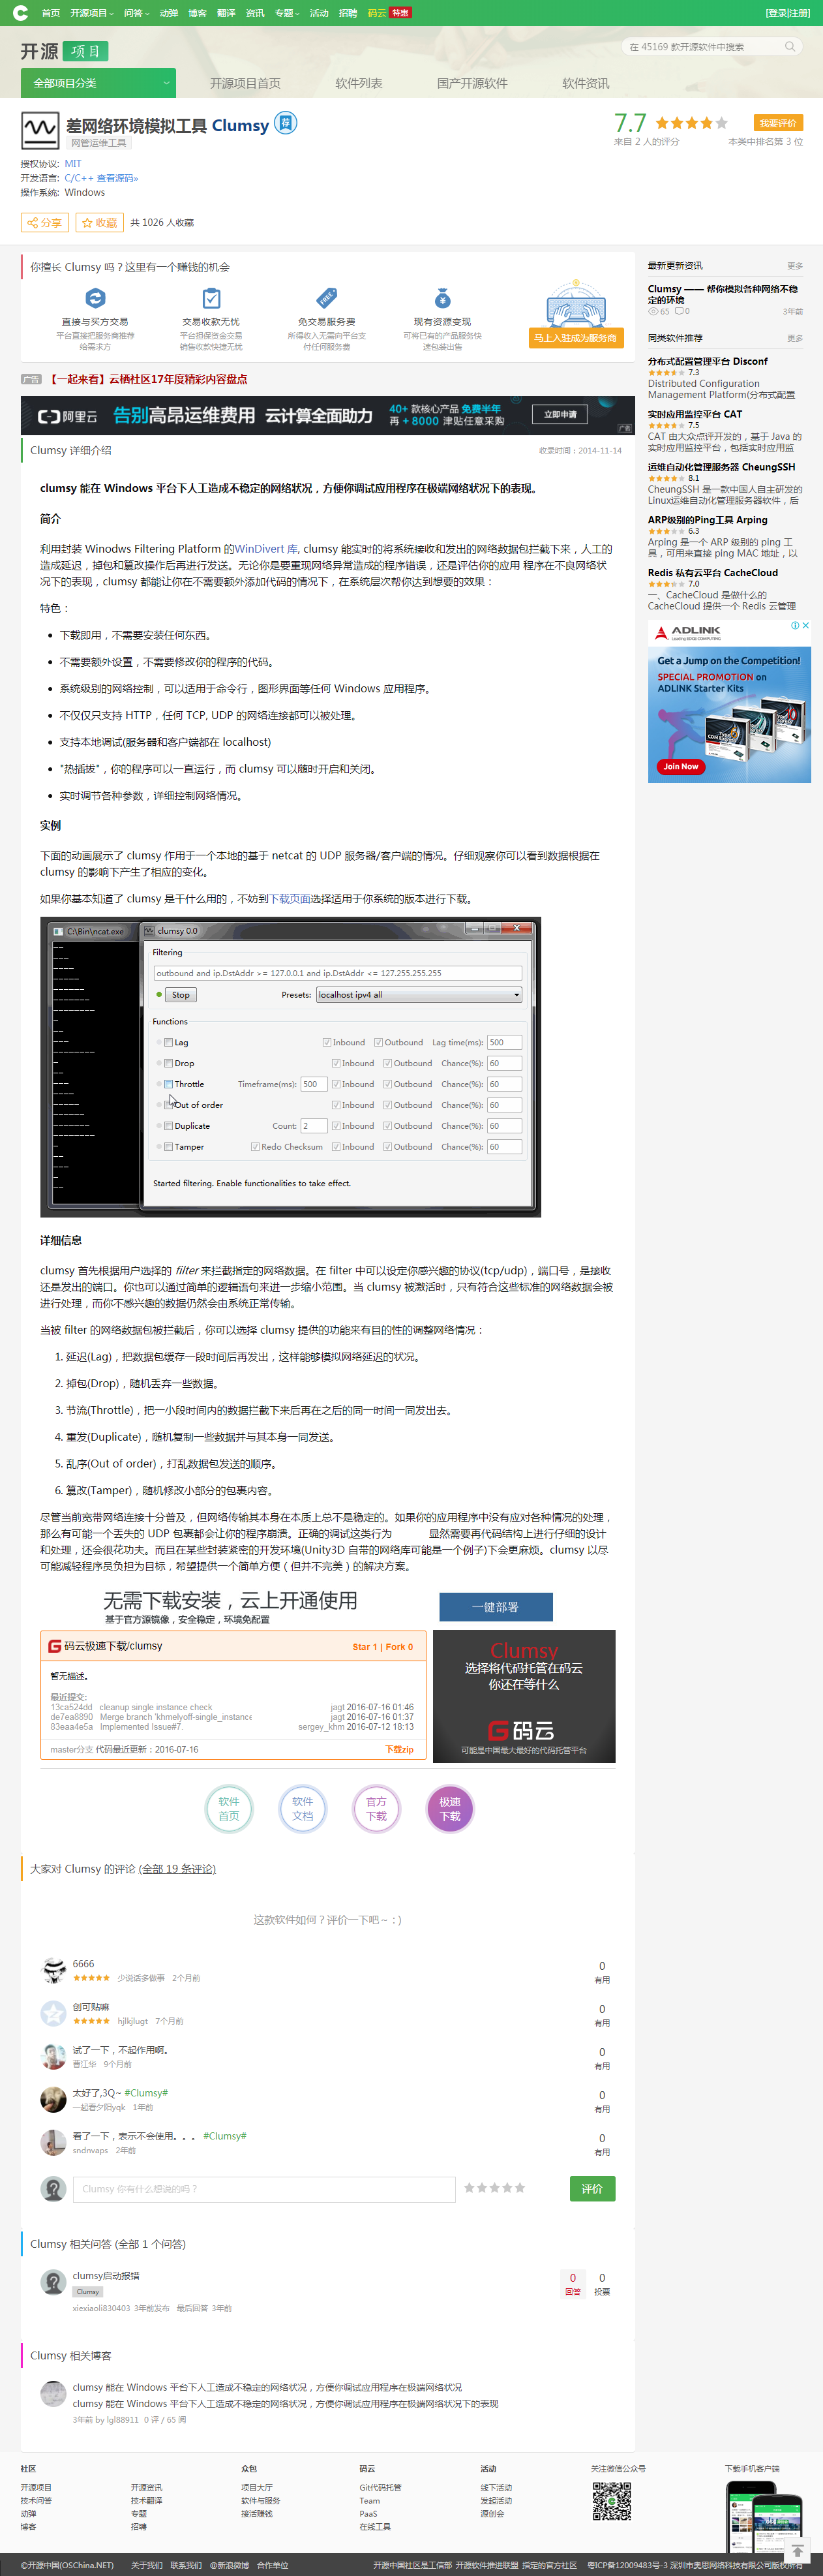 首页 开源项目 问答 动弹 博客 翻译 资讯 专题 活动 招聘 码云 特惠 [登录|注册]
开源 项目
在 45169 款开源软件中搜索
全部项目分类 开源项目首页 软件列表 国产开源软件 软件资讯
差网络环境模拟工具 Clumsy 荐
网管运维工具
7.7
来自 2 人的评分
我要评价
本类中排名第 3 位
授权协议: MIT
开发语言: C/C++ 查看源码»
操作系统: Windows
分享 收藏 共 1026 人收藏
你擅长 Clumsy 吗？这里有一个赚钱的机会
直接与买方交易
平台直接把服务商推荐
给需求方
交易收款无忧
平台担保资金交易
销售收款快捷无忧
免交易服务费
所得收入无需向平台支
付任何服务费
现有资源变现
可将已有的产品服务快
速包装出售
马上入驻成为服务商
广告 【一起来看】云栖社区17年度精彩内容盘点
阿里云 告别高昂运维费用 云计算全面助力
40+ 款核心产品 免费半年
再 + 8000 津贴任意采购
立即申请
广告
Clumsy 详细介绍
收录时间：2014-11-14
clumsy 能在 Windows 平台下人工造成不稳定的网络状况，方便你调试应用程序在极端网络状况下的表现。
简介
利用封装 Winodws Filtering Platform 的WinDivert 库, clumsy 能实时的将系统接收和发出的网络数据包拦截下来，人工的
造成延迟，掉包和篡改操作后再进行发送。无论你是要重现网络异常造成的程序错误，还是评估你的应用 程序在不良网络状
况下的表现，clumsy 都能让你在不需要额外添加代码的情况下，在系统层次帮你达到想要的效果：
特色：
• 下载即用，不需要安装任何东西。
• 不需要额外设置，不需要修改你的程序的代码。
• 系统级别的网络控制，可以适用于命令行，图形界面等任何 Windows 应用程序。
• 不仅仅只支持 HTTP，任何 TCP, UDP 的网络连接都可以被处理。
• 支持本地调试(服务器和客户端都在 localhost)
• "热插拔"，你的程序可以一直运行，而 clumsy 可以随时开启和关闭。
• 实时调节各种参数，详细控制网络情况。
实例
下面的动画展示了 clumsy 作用于一个本地的基于 netcat 的 UDP 服务器/客户端的情况。仔细观察你可以看到数据根据在
clumsy 的影响下产生了相应的变化。
如果你基本知道了 clumsy 是干什么用的，不妨到下载页面选择适用于你系统的版本进行下载。
C:\Bin\ncat.exe
clumsy 0.0
Filtering
outbound and ip.DstAddr >= 127.0.0.1 and ip.DstAddr <= 127.255.255.255
Stop Presets: localhost ipv4 all
Functions
Lag Inbound Outbound Lag time(ms): 500
Drop Inbound Outbound Chance(%): 60
Throttle Timeframe(ms): 500 Inbound Outbound Chance(%): 60
Out of order Inbound Outbound Chance(%): 60
Duplicate Count: 2 Inbound Outbound Chance(%): 60
Tamper Redo Checksum Inbound Outbound Chance(%): 60
Started filtering. Enable functionalities to take effect.
详细信息
clumsy 首先根据用户选择的 filter 来拦截指定的网络数据。在 filter 中可以设定你感兴趣的协议(tcp/udp)，端口号，是接收
还是发出的端口。你也可以通过简单的逻辑语句来进一步缩小范围。当 clumsy 被激活时，只有符合这些标准的网络数据会被
进行处理，而你不感兴趣的数据仍然会由系统正常传输。
当被 filter 的网络数据包被拦截后，你可以选择 clumsy 提供的功能来有目的性的调整网络情况：
1. 延迟(Lag)，把数据包缓存一段时间后再发出，这样能够模拟网络延迟的状况。
2. 掉包(Drop)，随机丢弃一些数据。
3. 节流(Throttle)，把一小段时间内的数据拦截下来后再在之后的同一时间一同发出去。
4. 重发(Duplicate)，随机复制一些数据并与其本身一同发送。
5. 乱序(Out of order)，打乱数据包发送的顺序。
6. 篡改(Tamper)，随机修改小部分的包裹内容。
尽管当前宽带网络连接十分普及，但网络传输其本身在本质上总不是稳定的。如果你的应用程序中没有应对各种情况的处理，
那么有可能一个丢失的 UDP 包裹都会让你的程序崩溃。正确的调试这类行为 显然需要再代码结构上进行仔细的设计
和处理，还会很花功夫。而且在某些封装紧密的开发环境(Unity3D 自带的网络库可能是一个例子)下会更麻烦。clumsy 以尽
可能减轻程序员负担为目标，希望提供一个简单方便（但并不完美）的解决方案。
无需下载安装，云上开通使用
基于官方源镜像，安全稳定，环境免配置
一键部署
码云极速下载/clumsy Star 1 | Fork 0
暂无描述。
最近提交:
13ca524dd cleanup single instance check jagt 2016-07-16 01:46
de7ea8890 Merge branch 'khmelyoff-single_instance jagt 2016-07-16 01:37
83eaa4e5a Implemented Issue#7. sergey_khm 2016-07-12 18:13
master分支 代码最近更新：2016-07-16 下载zip
Clumsy
选择将代码托管在码云
你还在等什么
码云
可能是中国最大最好的代码托管平台
软件首页 软件文档 官方下载 极速下载
大家对 Clumsy 的评论 (全部 19 条评论)
这款软件如何？评价一下吧～ : )
6666
少说话多做事 2个月前
0
有用
创可贴嘛
hjlkjlugt 7个月前
0
有用
试了一下，不起作用啊。
曹江华 9个月前
0
有用
太好了,3Q~ #Clumsy#
一起看夕阳yqk 1年前
0
有用
看了一下，表示不会使用。。。 #Clumsy#
sndnvaps 2年前
0
有用
Clumsy 你有什么想说的吗？
评价
Clumsy 相关问答 (全部 1 个问答)
clumsy启动报错
Clumsy
xiexiaoli830403 3年前发布 最后回答 3年前
0 回答
0 投票
Clumsy 相关博客
clumsy 能在 Windows 平台下人工造成不稳定的网络状况，方便你调试应用程序在极端网络状况
clumsy 能在 Windows 平台下人工造成不稳定的网络状况，方便你调试应用程序在极端网络状况下的表现
3年前 by lgl88911 0 评 / 65 阅
最新更新资讯 更多
Clumsy —— 帮你模拟各种网络不稳
定的环境
65 0 3年前
同类软件推荐 更多
分布式配置管理平台 Disconf
7.3
Distributed Configuration
Management Platform(分布式配置
实时应用监控平台 CAT
7.5
CAT 由大众点评开发的，基于 Java 的
实时应用监控平台，包括实时应用监
运维自动化管理服务器 CheungSSH
8.1
CheungSSH 是一款中国人自主研发的
Linux运维自动化管理服务器软件，后
ARP级别的Ping工具 Arping
6.3
Arping 是一个 ARP 级别的 ping 工
具，可用来直接 ping MAC 地址，以
Redis 私有云平台 CacheCloud
7.0
一、CacheCloud 是做什么的
CacheCloud 提供一个 Redis 云管理
ADLINK
Get a Jump on the Competition!
SPECIAL PROMOTION on
ADLINK Starter Kits
Join Now
社区
开源项目 开源资讯
技术问答 技术翻译
动弹 专题
博客 招聘
众包
项目大厅
软件与服务
接活赚钱
码云
Git代码托管
Team
PaaS
在线工具
活动
线下活动
发起活动
源创会
关注微信公众号
下载手机客户端
©开源中国(OSChina.NET) 关于我们 联系我们 @新浪微博 合作单位
开源中国社区是工信部 开源软件推进联盟 指定的官方社区 粤ICP备12009483号-3 深圳市奥思网络科技有限公司版权所有